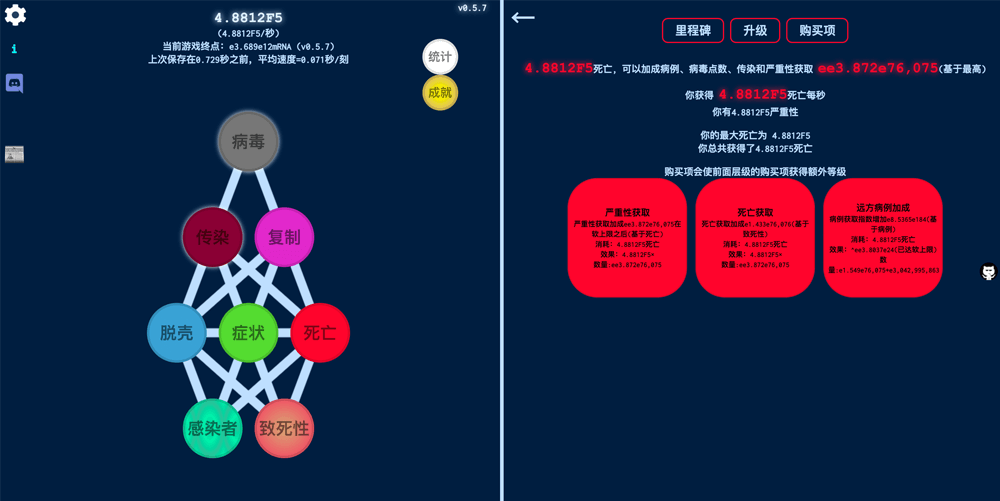 v0.5.7
4.8812F5
(4.8812F5/秒)
当前游戏终点: e3.689e12mRNA (v0.5.7)
上次保存在0.729秒之前，平均速度=0.071秒/刻
i
统计
成就
病毒
传染
复制
脱壳
症状
死亡
感染者
致死性
里程碑
升级
购买项
4.8812F5死亡，可以加成病例、病毒点数、传染和严重性获取 ee3.872e76,075(基于最高)
你获得 4.8812F5死亡每秒
你有4.8812F5严重性
你的最大死亡为 4.8812F5
你总共获得了4.8812F5死亡
购买项会使前面层级的购买项获得额外等级
严重性获取
严重性获取加成ee3.872e76,075在
软上限之后(基于死亡)
消耗: 4.8812F5死亡
效果: 4.8812F5*
数量:ee3.872e76,075
死亡获取
死亡获取加成e1.433e76,076(基于
致死性)
消耗: 4.8812F5死亡
效果: 4.8812F5*
数量:ee3.872e76,075
远方病例加成
病例获取指数增加e8.5385e184(基
于病例)
消耗: 4.8812F5死亡
效果: ^ee3.8037e24(已达软上限)
数
量:e1.549e76,075+e3,042,995,863